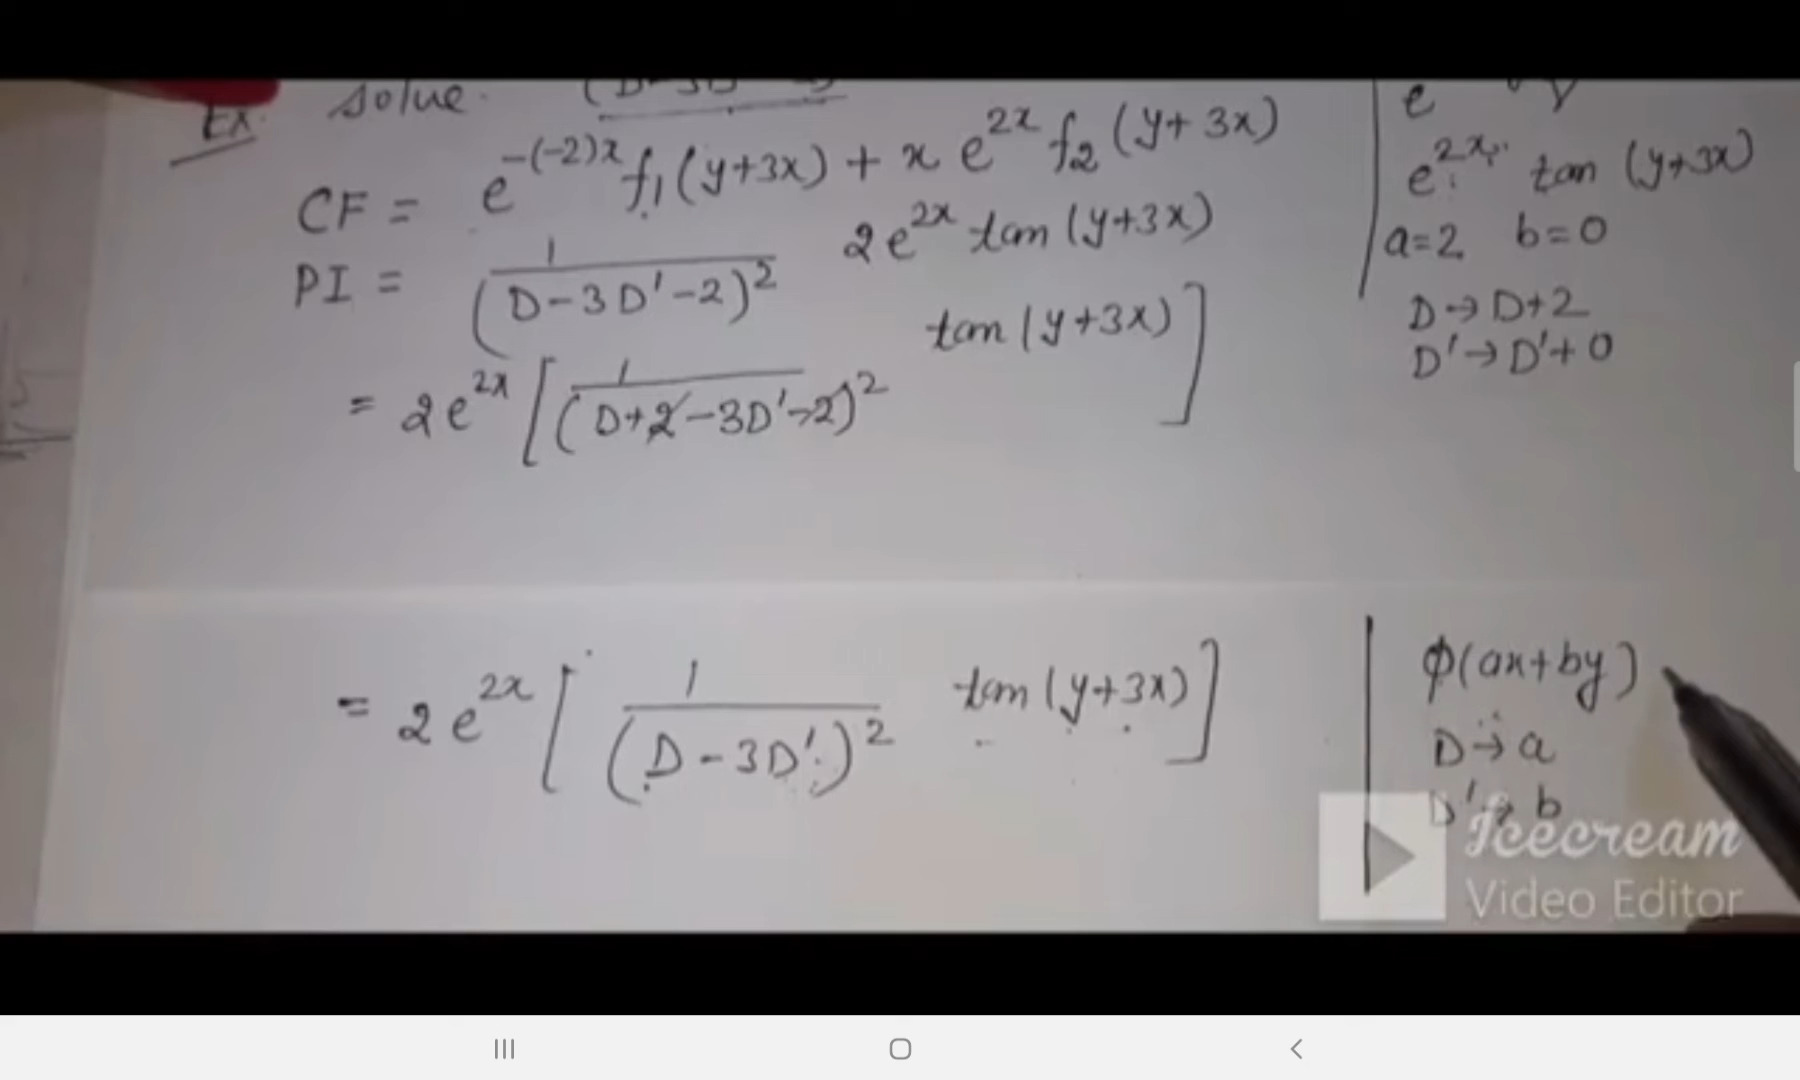 Ex. solve.
CF = e^{-(-2)x} f₁(y+3x) + x e^{2x} f₂(y+3x)
PI = 1/(D-3D'-2)² 2e^{2x} tan(y+3x)
= 2e^{2x} [1/(D+2-3D'-2)² tan(y+3x)]
e
e^{2x} tan(y+3x)
a=2 b=0
D→D+2
D'→D'+0
= 2e^{2x} [1/(D-3D')² tan(y+3x)]
φ(ax+by)
D→a
D'→b
Icecream
Video Editor